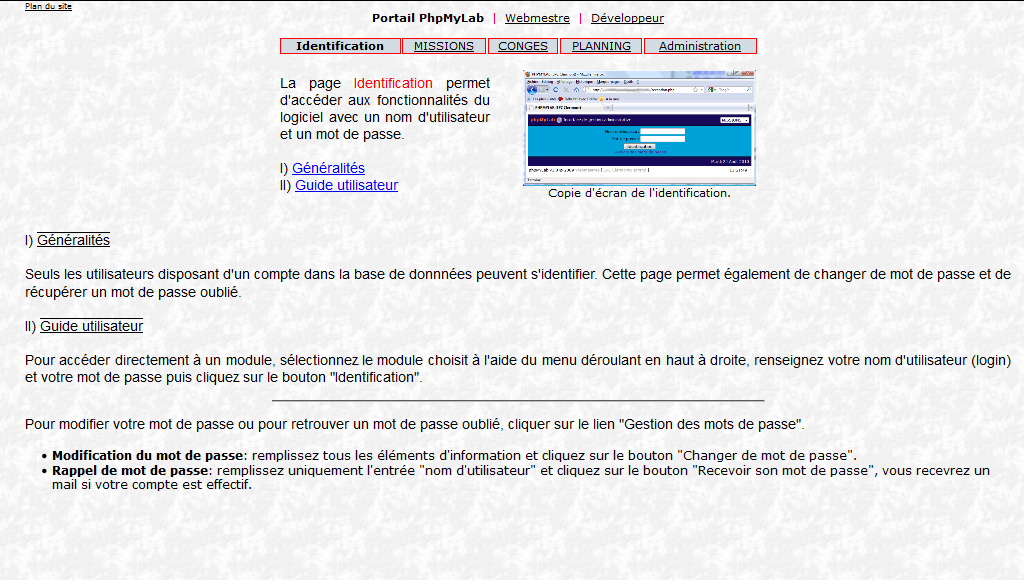 Plan du site
Portail PhpMyLab | Webmestre | Développeur
Identification MISSIONS CONGES PLANNING Administration
La page Identification permet
d'accéder aux fonctionnalités du
logiciel avec un nom d'utilisateur
et un mot de passe.
I) Généralités
II) Guide utilisateur
phpMyLab Interface de gestion administrative
MISSIONS
Identification
Copie d'écran de l'identification.
I) Généralités
Seuls les utilisateurs disposant d'un compte dans la base de donnnées peuvent s'identifier. Cette page permet également de changer de mot de passe et de
récupérer un mot de passe oublié.
II) Guide utilisateur
Pour accéder directement à un module, sélectionnez le module choisit à l'aide du menu déroulant en haut à droite, renseignez votre nom d'utilisateur (login)
et votre mot de passe puis cliquez sur le bouton "Identification".
Pour modifier votre mot de passe ou pour retrouver un mot de passe oublié, cliquer sur le lien "Gestion des mots de passe".
• Modification du mot de passe: remplissez tous les éléments d'information et cliquez sur le bouton "Changer de mot de passe".
• Rappel de mot de passe: remplissez uniquement l'entrée "nom d'utilisateur" et cliquez sur le bouton "Recevoir son mot de passe", vous recevrez un
mail si votre compte est effectif.